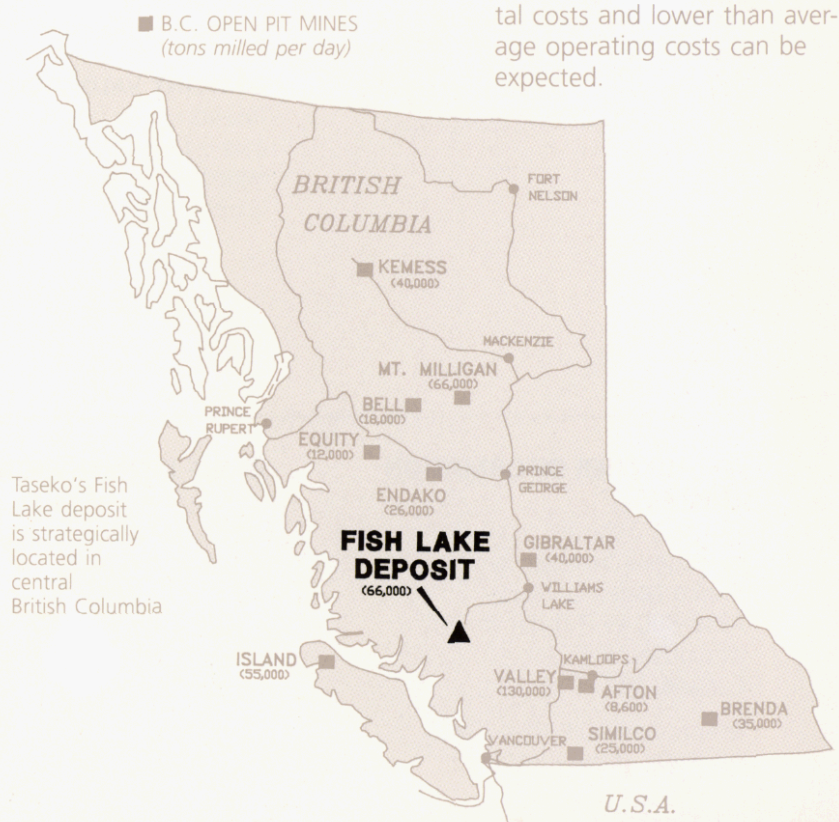 tal costs and lower than aver-
age operating costs can be
expected.
■ B.C. OPEN PIT MINES
(tons milled per day)
BRITISH
COLUMBIA
FORT
NELSON
KEMESS
(40,000)
MACKENZIE
MT. MILLIGAN
(66,000)
BELL
(18,000)
PRINCE
RUPERT
EQUITY
(12,000)
ENDAKO
(26,000)
PRINCE
GEORGE
Taseko's Fish
Lake deposit
is strategically
located in
central
British Columbia
FISH LAKE
DEPOSIT
(66,000)
GIBRALTAR
(40,000)
WILLIAMS
LAKE
ISLAND
(55,000)
KAMLOOPS
VALLEY
(130,000)
AFTON
(8,600)
BRENDA
(35,000)
SIMILCO
(25,000)
VANCOUVER
U.S.A.